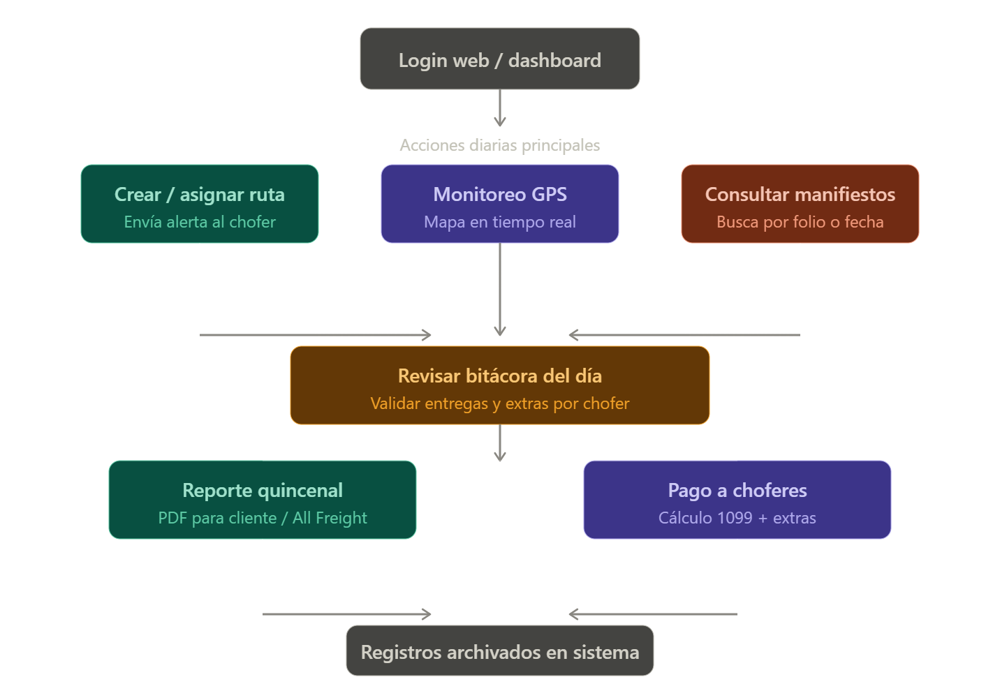 Login web / dashboard
Acciones diarias principales
Crear / asignar ruta
Envía alerta al chofer
Monitoreo GPS
Mapa en tiempo real
Consultar manifiestos
Busca por folio o fecha
Revisar bitácora del día
Validar entregas y extras por chofer
Reporte quincenal
PDF para cliente / All Freight
Pago a choferes
Cálculo 1099 + extras
Registros archivados en sistema